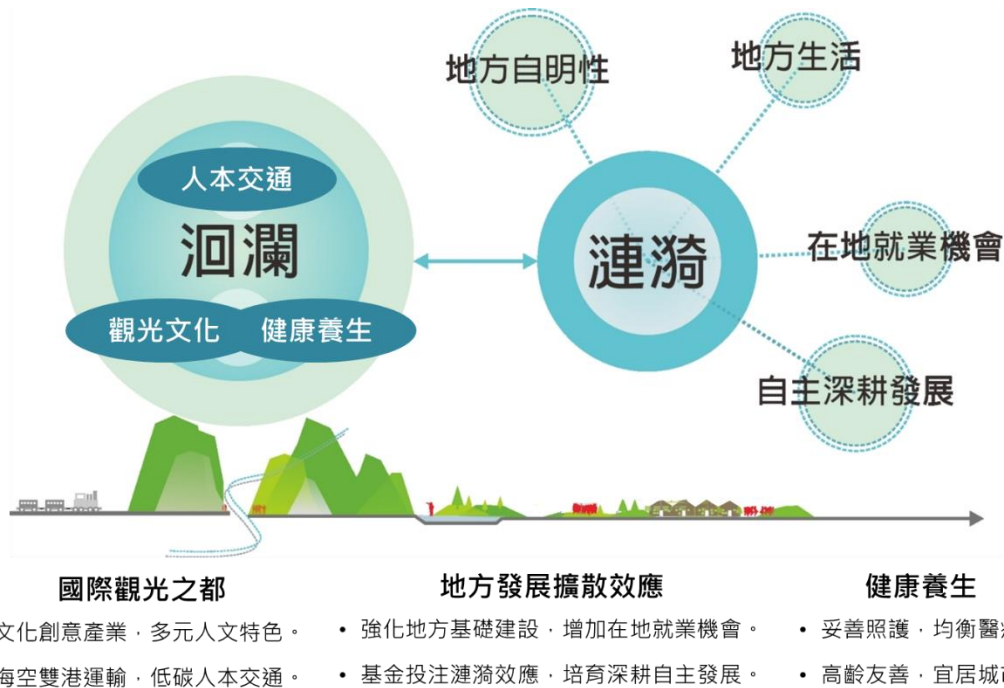 地方自明性
地方生活
人本交通
洄瀾
漣漪
在地就業機會
觀光文化
健康養生
自主深耕發展
國際觀光之都
文化創意產業，多元人文特色。
海空雙港運輸，低碳人本交通。
地方發展擴散效應
• 強化地方基礎建設，增加在地就業機會。
• 基金投注漣漪效應，培育深耕自主發展。
健康養生
• 妥善照護，均衡醫
• 高齡友善，宜居城